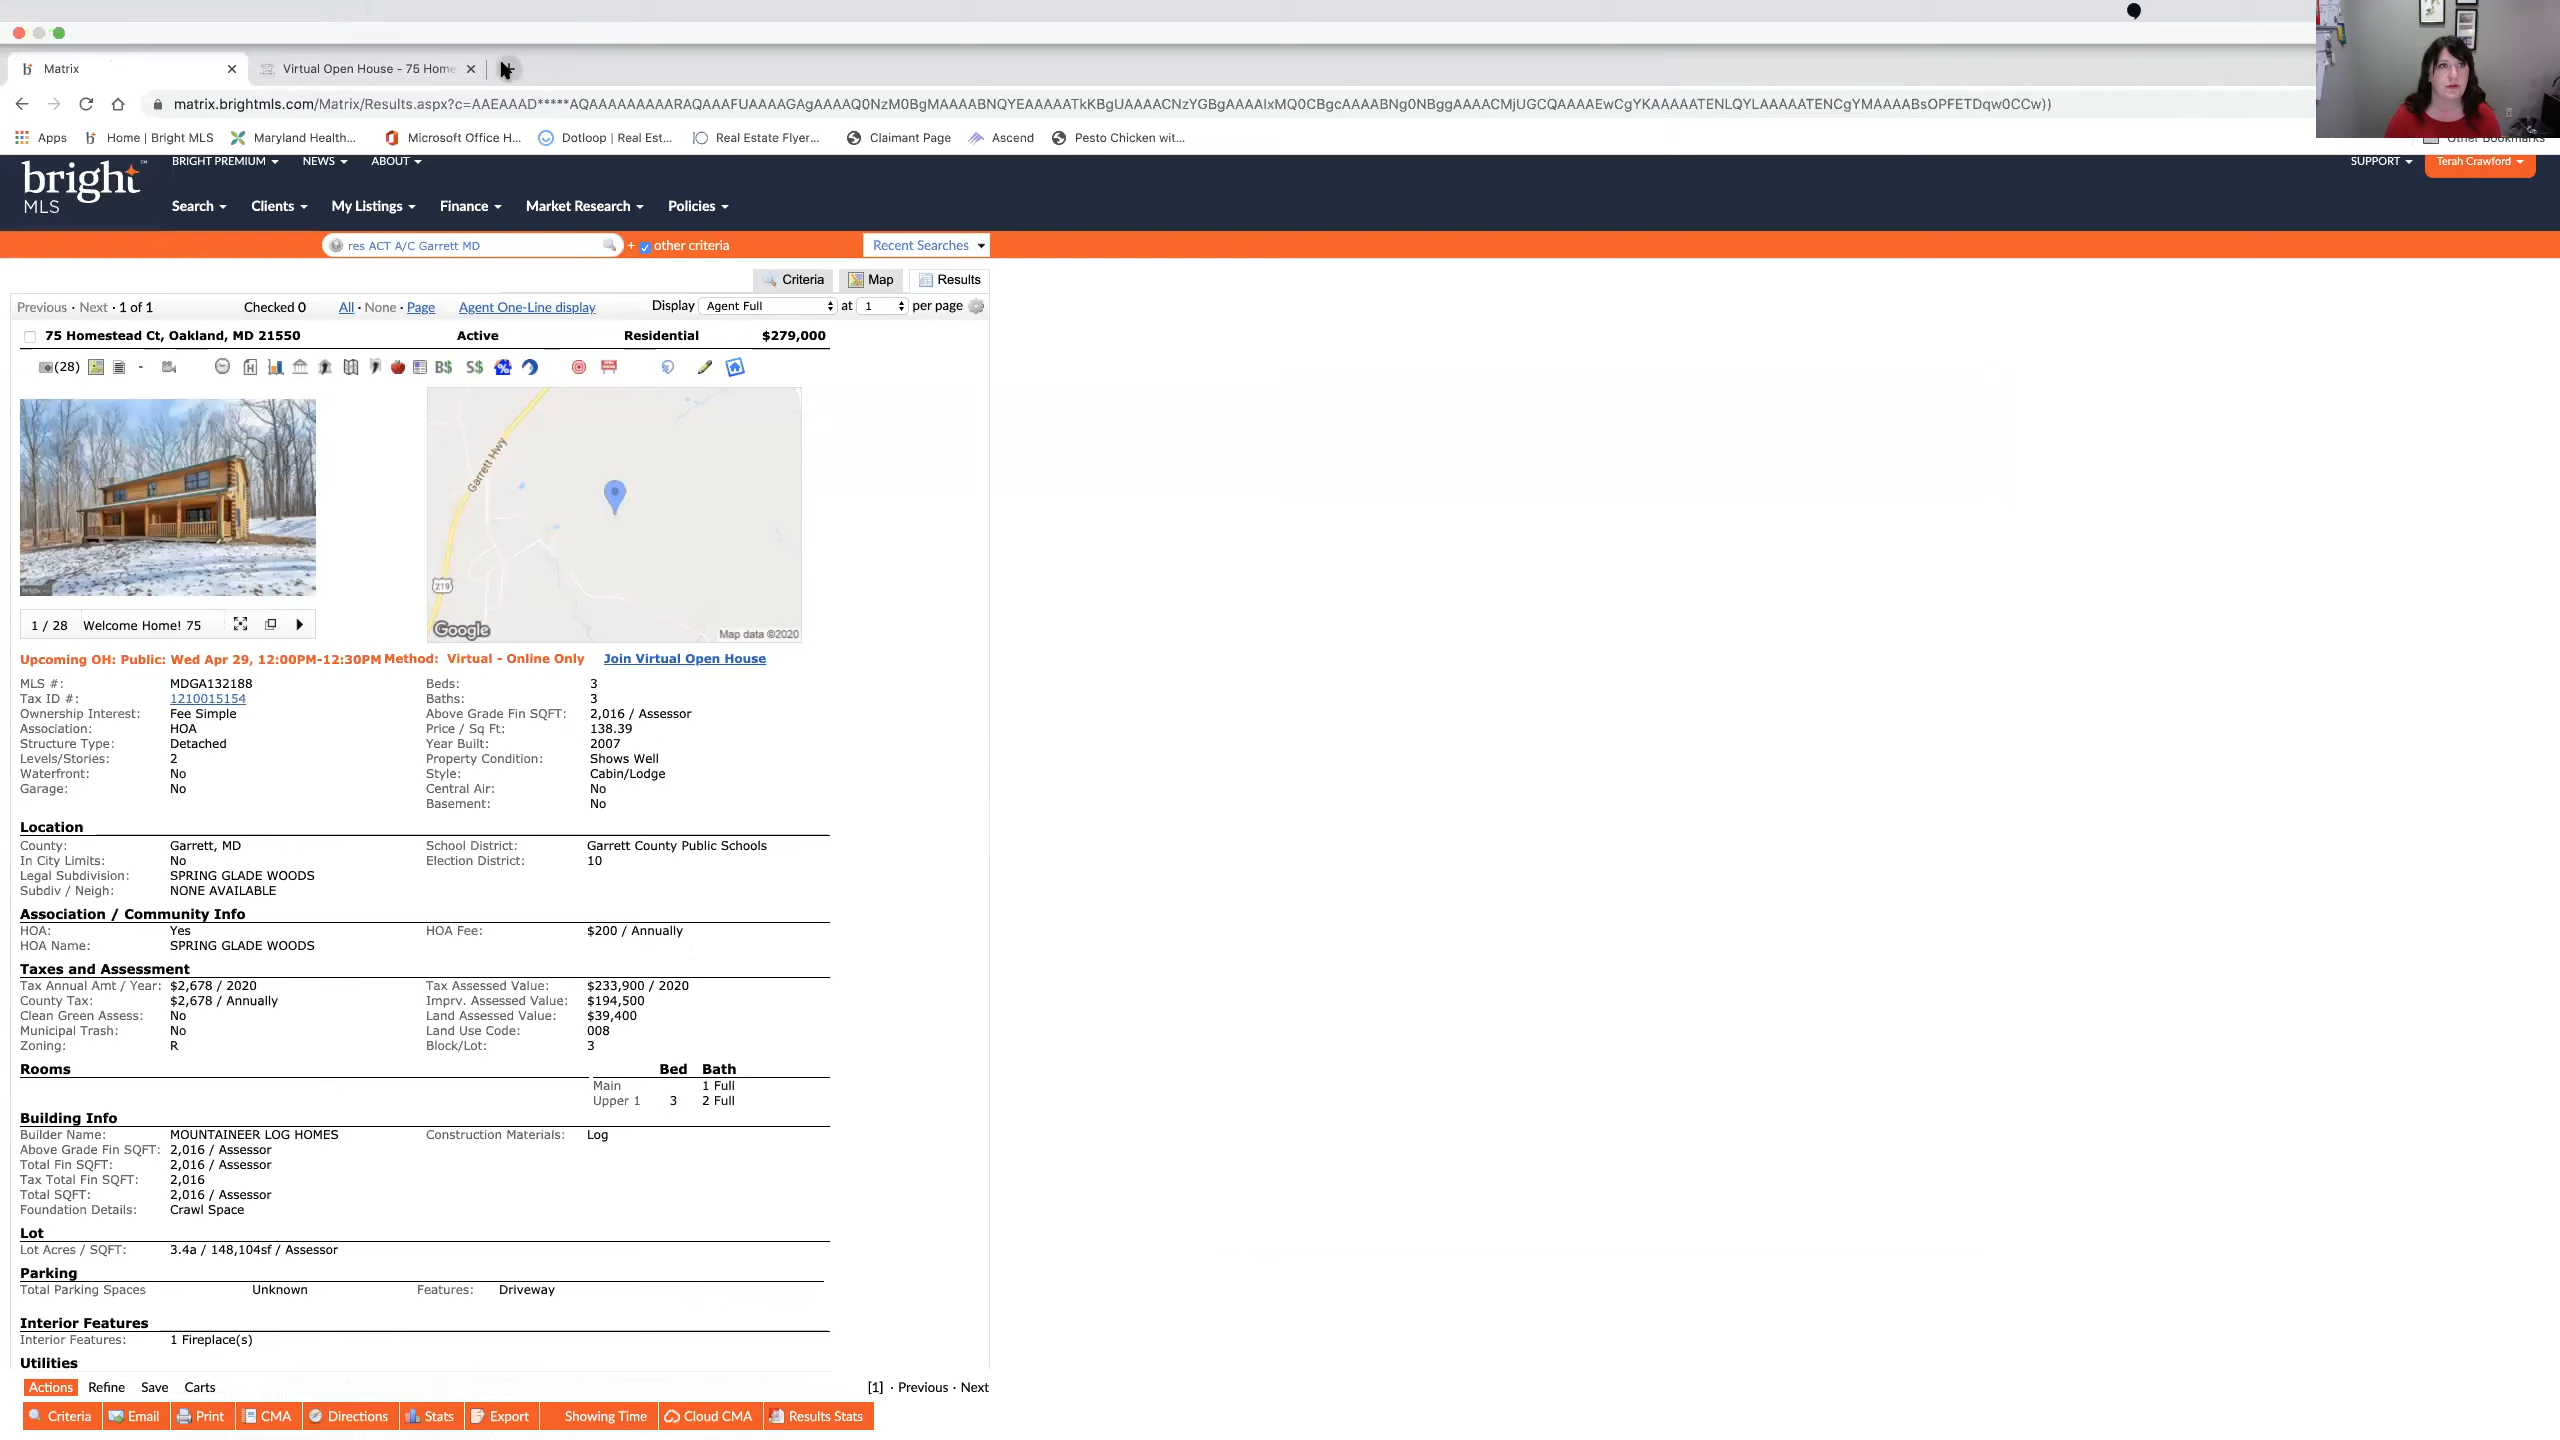 Matrix
Virtual Open House - 75 Home
matrix.brightmls.com/Matrix/Results.aspx?c=AAEAAAD*****AQAAAAAAAAARAQAAAFUAAAAGAgAAAAQ0NzM0BgMAAAABNQYEAAAAATkKBgUAAAACNzYGBgAAAAIxMQ0CBgcAAAABNg0NBggAAAACMjUGCQAAAAEwCgYKAAAAATENLQYLAAAAATENCgYMAAAABsOPFETDqw0CCw))
Apps
Home | Bright MLS
Maryland Health...
Microsoft Office H...
Dotloop | Real Est...
Real Estate Flyer...
Claimant Page
Ascend
Pesto Chicken wit...
Other Bookmarks
bright
MLS
BRIGHT PREMIUM
NEWS
ABOUT
SUPPORT
Terah Crawford
Search
Clients
My Listings
Finance
Market Research
Policies
res ACT A/C Garrett MD
+ other criteria
Recent Searches
Criteria
Map
Results
Previous · Next · 1 of 1
Checked 0
All · None · Page
Agent One-Line display
Display Agent Full at 1 per page
75 Homestead Ct, Oakland, MD 21550 Active Residential $279,000
(28) - H B$ S$ %
Garrett Hwy
219
Google
Map data ©2020
1 / 28 Welcome Home! 75
Upcoming OH: Public: Wed Apr 29, 12:00PM-12:30PM Method: Virtual - Online Only Join Virtual Open House
MLS #: MDGA132188 Beds: 3
Tax ID #: 1210015154 Baths: 3
Ownership Interest: Fee Simple Above Grade Fin SQFT: 2,016 / Assessor
Association: HOA Price / Sq Ft: 138.39
Structure Type: Detached Year Built: 2007
Levels/Stories: 2 Property Condition: Shows Well
Waterfront: No Style: Cabin/Lodge
Garage: No Central Air: No
Basement: No
Location
County: Garrett, MD School District: Garrett County Public Schools
In City Limits: No Election District: 10
Legal Subdivision: SPRING GLADE WOODS
Subdiv / Neigh: NONE AVAILABLE
Association / Community Info
HOA: Yes HOA Fee: $200 / Annually
HOA Name: SPRING GLADE WOODS
Taxes and Assessment
Tax Annual Amt / Year: $2,678 / 2020 Tax Assessed Value: $233,900 / 2020
County Tax: $2,678 / Annually Imprv. Assessed Value: $194,500
Clean Green Assess: No Land Assessed Value: $39,400
Municipal Trash: No Land Use Code: 008
Zoning: R Block/Lot: 3
Rooms Bed Bath
Main 1 Full
Upper 1 3 2 Full
Building Info
Builder Name: MOUNTAINEER LOG HOMES Construction Materials: Log
Above Grade Fin SQFT: 2,016 / Assessor
Total Fin SQFT: 2,016 / Assessor
Tax Total Fin SQFT: 2,016
Total SQFT: 2,016 / Assessor
Foundation Details: Crawl Space
Lot
Lot Acres / SQFT: 3.4a / 148,104sf / Assessor
Parking
Total Parking Spaces Unknown Features: Driveway
Interior Features
Interior Features: 1 Fireplace(s)
Utilities
Actions Refine Save Carts
[1] · Previous · Next
Criteria
Email
Print
CMA
Directions
Stats
Export
Showing Time
Cloud CMA
Results Stats